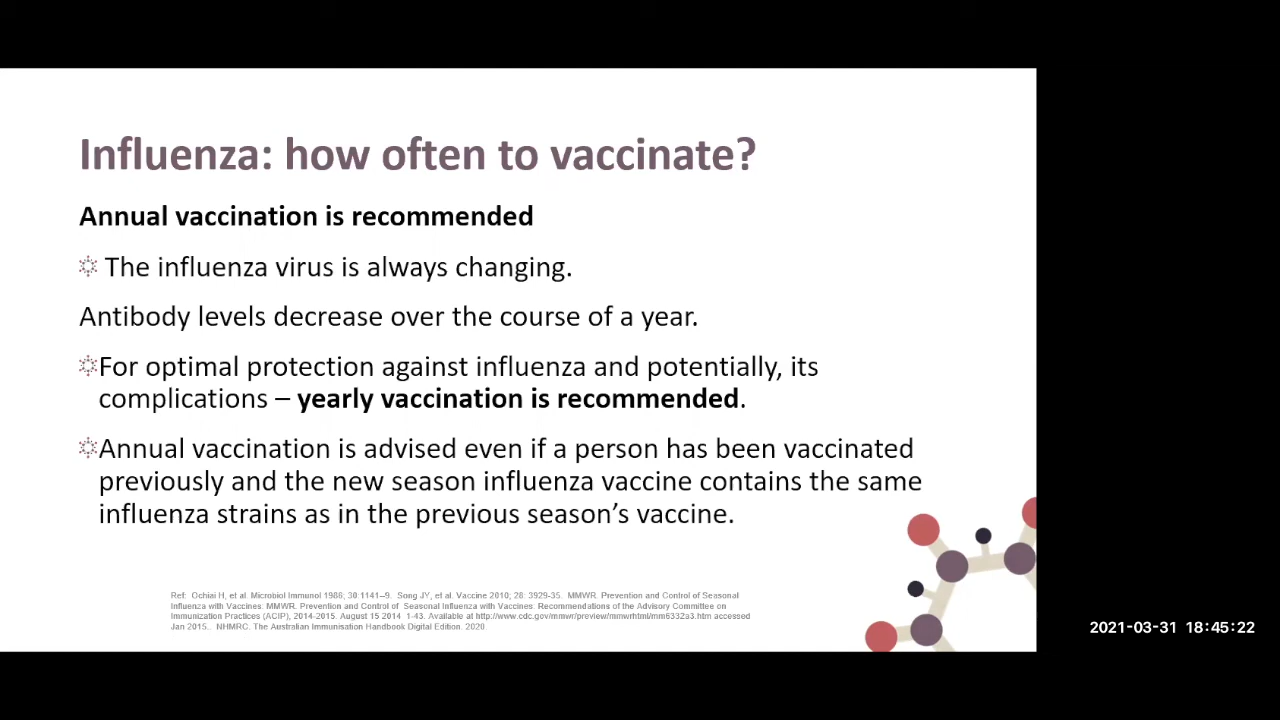 Influenza: how often to vaccinate?
Annual vaccination is recommended
The influenza virus is always changing.
Antibody levels decrease over the course of a year.
For optimal protection against influenza and potentially, its
complications – yearly vaccination is recommended.
Annual vaccination is advised even if a person has been vaccinated
previously and the new season influenza vaccine contains the same
influenza strains as in the previous season’s vaccine.
Ref: Ochiai H, et al. Microbiol Immunol 1986; 30:1141–9. Song JY, et al. Vaccine 2010; 28: 3929-35. MMWR. Prevention and Control of Seasonal
Influenza with Vaccines: MMWR. Prevention and Control of Seasonal Influenza with Vaccines: Recommendations of the Advisory Committee on
Immunization Practices (ACIP), 2014-2015. August 15 2014 1-43. Available at http://www.cdc.gov/mmwr/preview/mmwrhtml/mm6332a3.htm accessed
Jan 2015.. NHMRC. The Australian Immunisation Handbook Digital Edition. 2020
2021-03-31 18:45:22